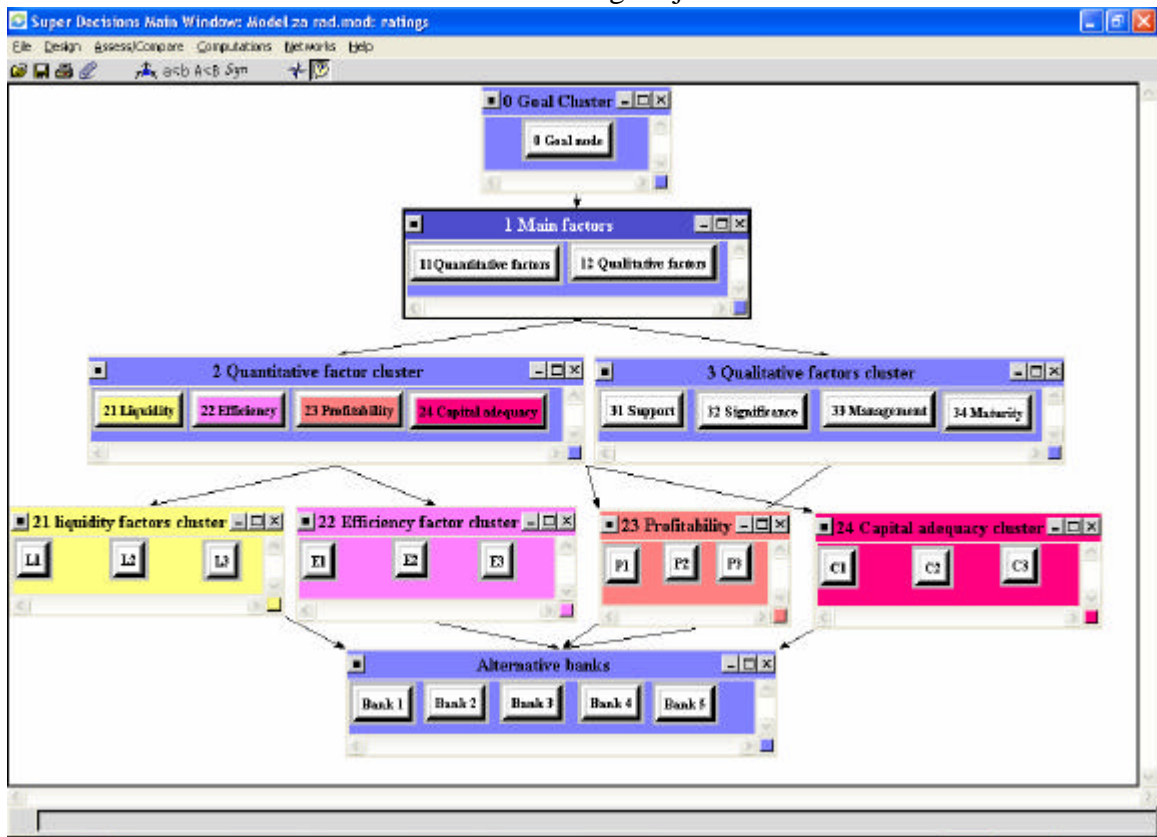 Super Decisions Main Window: Model za rad.mod: ratings
File Design Assess/Compare Computations Networks Help
a<b A<B Syn
0 Goal Cluster
0 Goal node
1 Main factors
11Quantitative factors 12 Qualitative factors
2 Quantitative factor cluster 3 Qualitative factors cluster
21 Liquidity 22 Efficiency 23 Profitability 24 Capital adequacy 31 Support 32 Significance 33 Management 34 Maturity
21 liquidity factors cluster 22 Efficiency factor cluster 23 Profitability 24 Capital adequacy cluster
L1 L2 L3 E1 E2 E3 P1 P2 P3 C1 C2 C3
Alternative banks
Bank 1 Bank 2 Bank 3 Bank 4 Bank 5